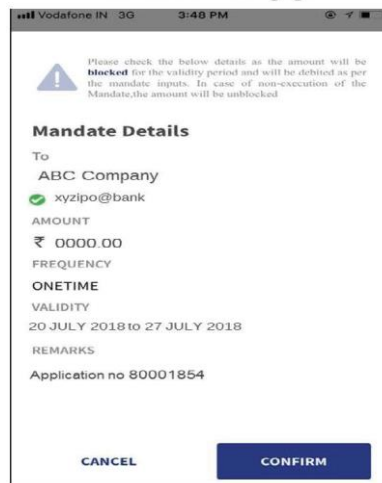 Vodafone IN 3G 3:48 PM
Please check the below details as the amount will be
blocked for the validity period and will be debited as per
the mandate inputs. In case of non-execution of the
Mandate,the amount will be unblocked
Mandate Details
To
ABC Company
xyzipo@bank
AMOUNT
₹ 0000.00
FREQUENCY
ONETIME
VALIDITY
20 JULY 2018 to 27 JULY 2018
REMARKS
Application no 80001854
CANCEL CONFIRM